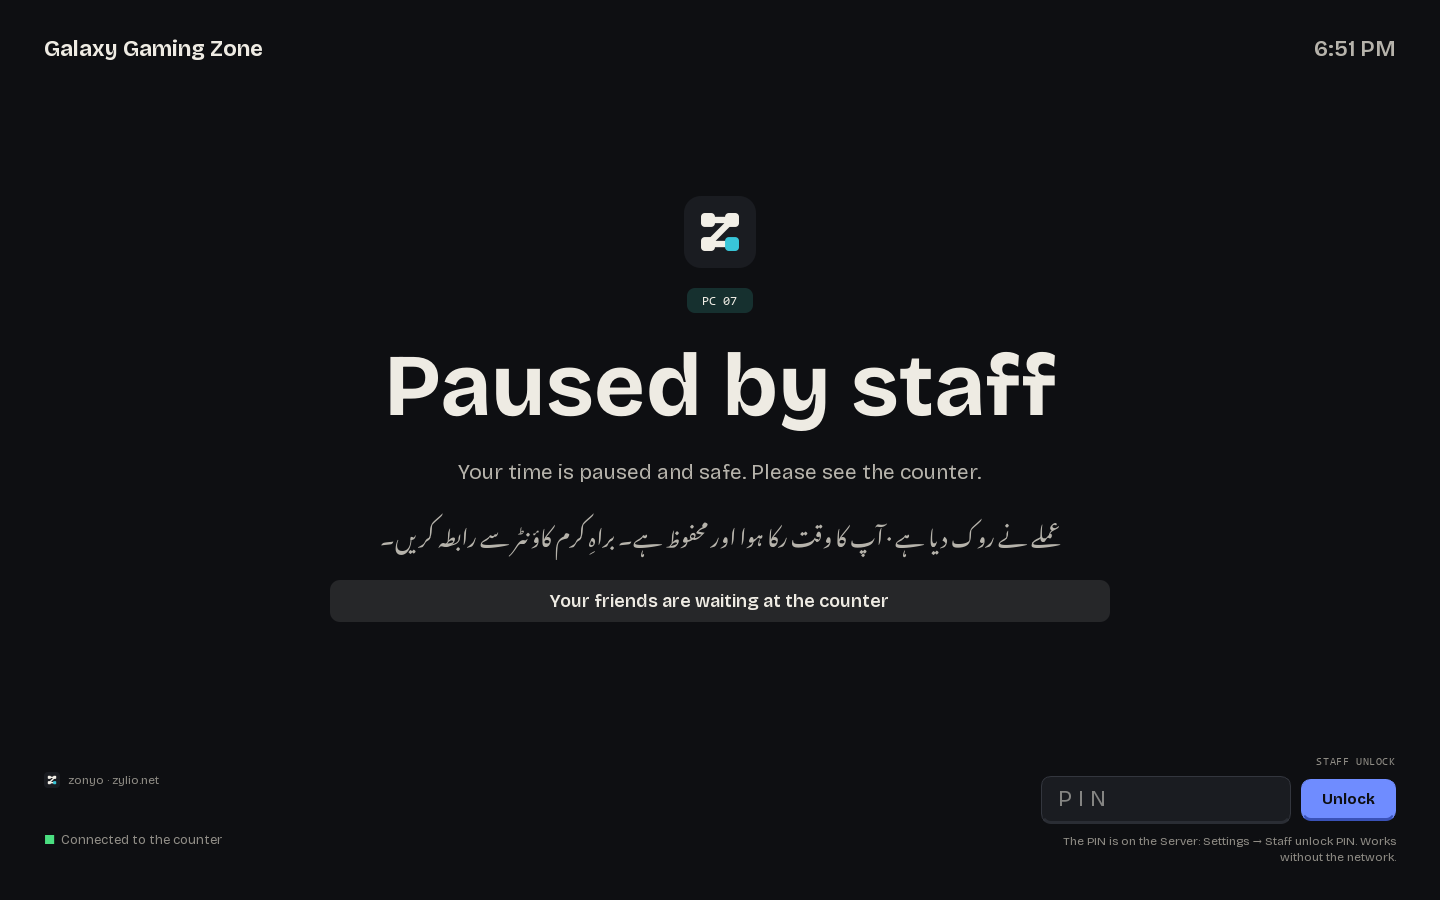 Galaxy Gaming Zone
6:51 PM
PC 07
Paused by staff
Your time is paused and safe. Please see the counter.
عملے نے روک دیا ہے · آپ کا وقت رکا ہوا اور محفوظ ہے۔ براہِ کرم کاؤنٹر سے رابطہ کریں۔
Your friends are waiting at the counter
STAFF UNLOCK
zonyo · zylio.net
PIN
Unlock
Connected to the counter
The PIN is on the Server: Settings → Staff unlock PIN. Works
without the network.